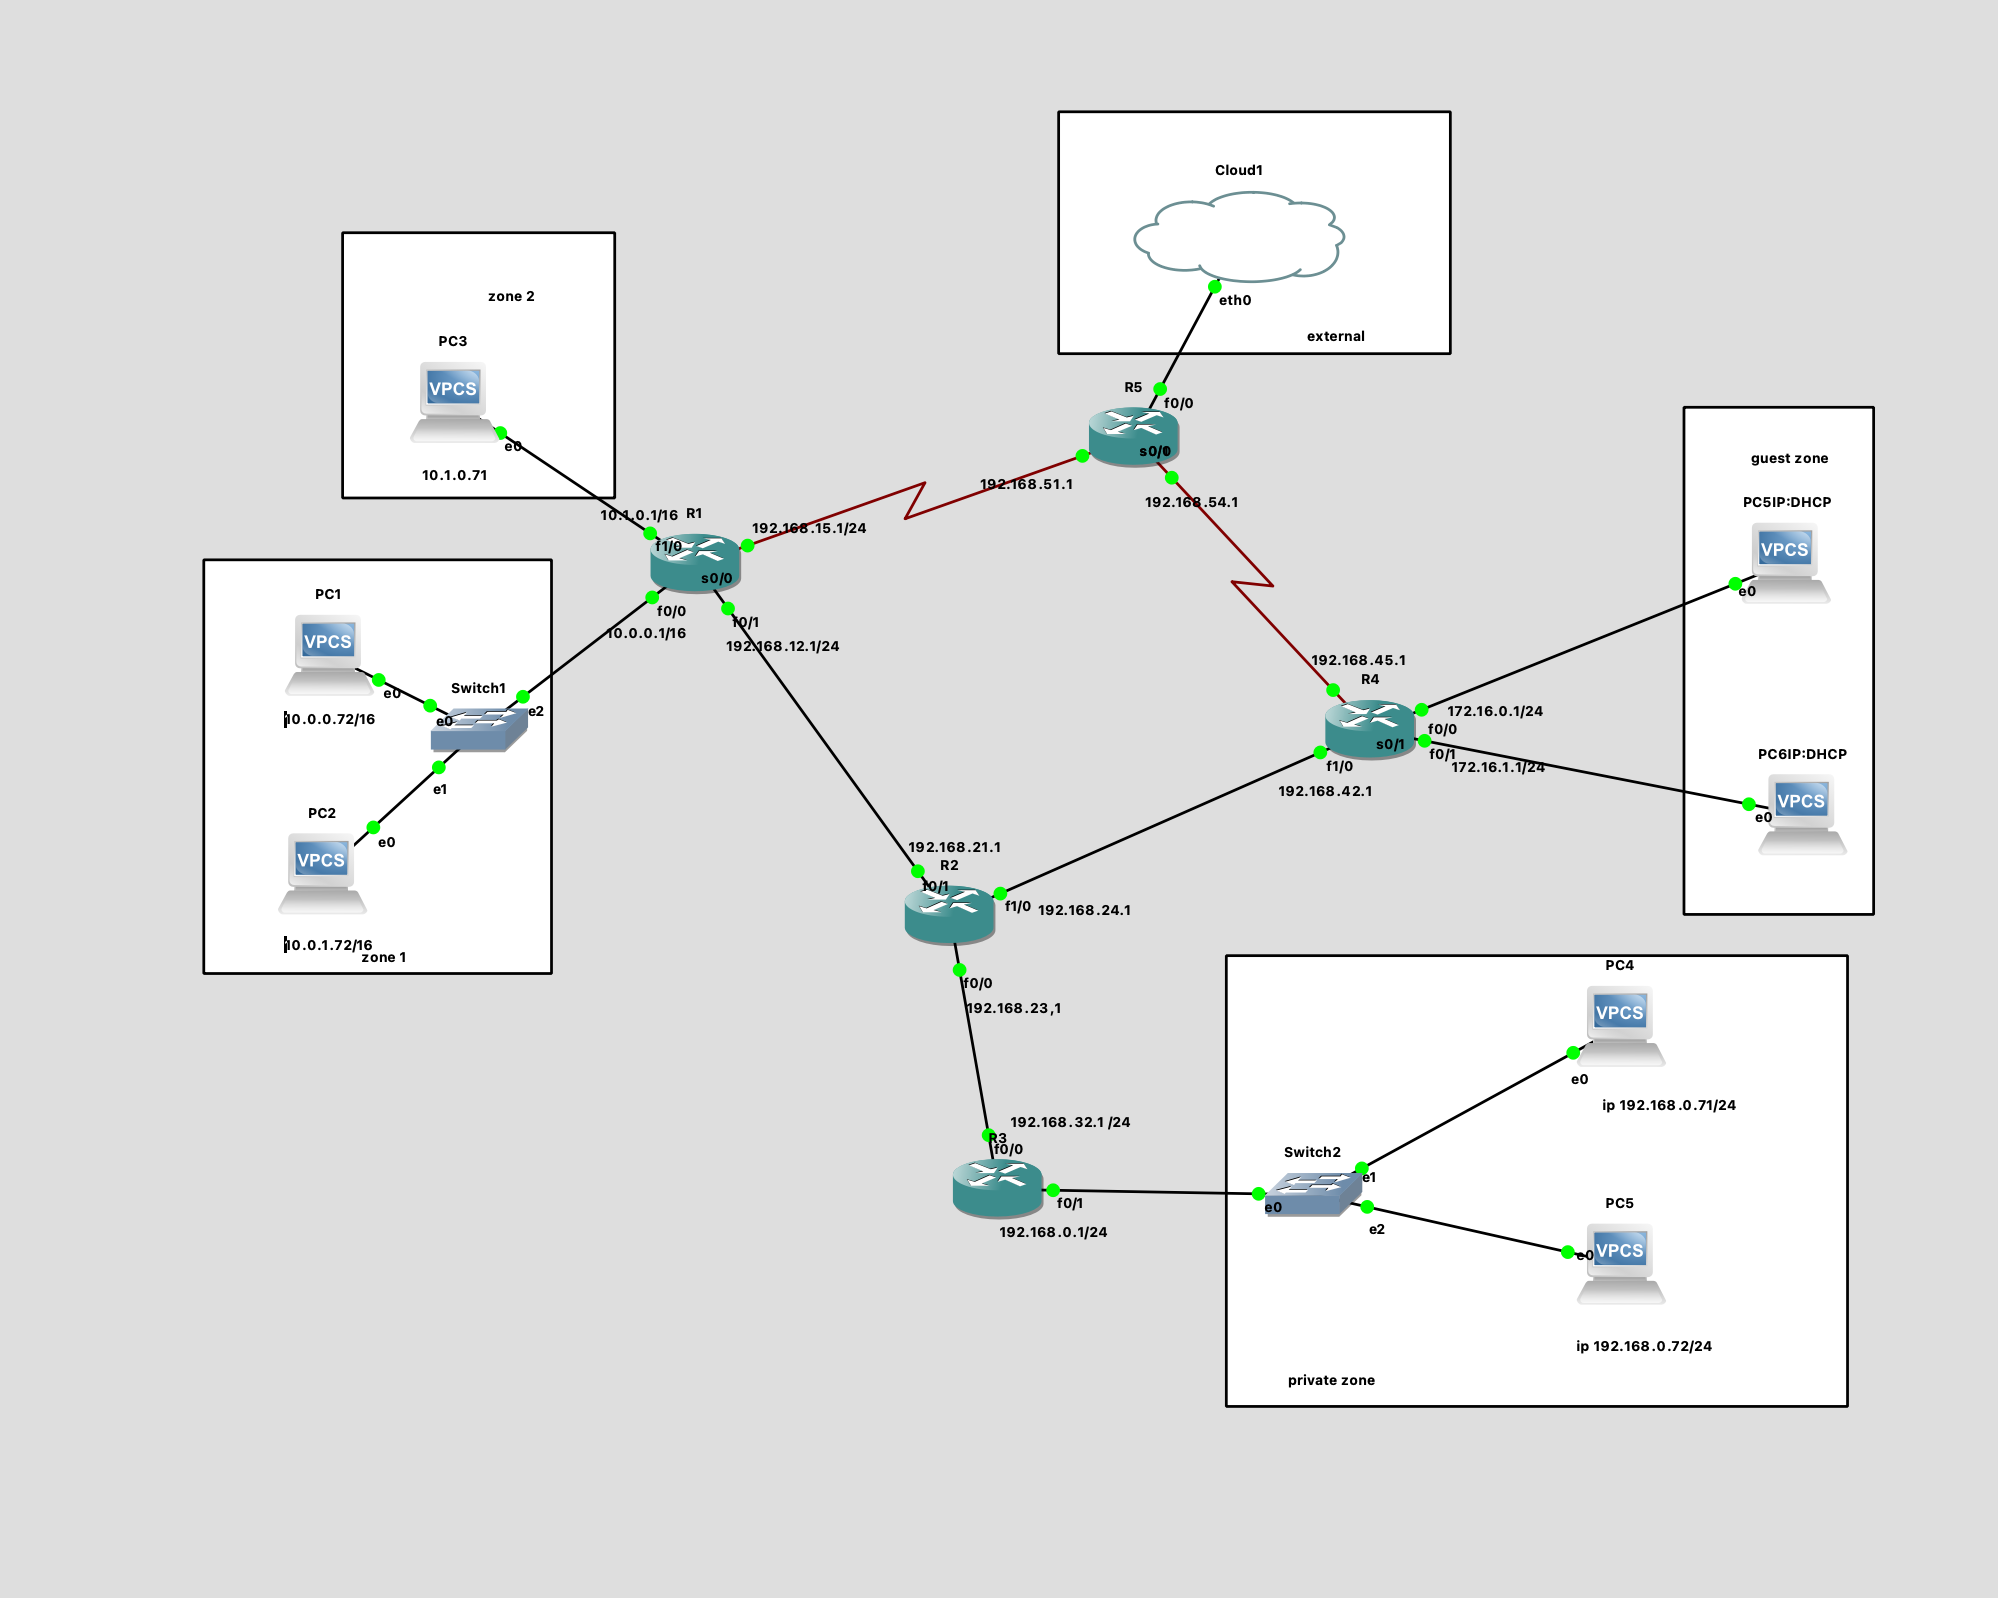 Cloud1
eth0
external
zone 2
PC3
VPCS
e0
10.1.0.71
R5
f0/0
s0/0
192.168.51.1
192.168.54.1
10.1.0.1/16
R1
192.168.15.1/24
f1/0
s0/0
f0/0
10.0.0.1/16
f0/1
192.168.12.1/24
guest zone
PC5IP:DHCP
VPCS
e0
PC6IP:DHCP
VPCS
e0
192.168.45.1
R4
172.16.0.1/24
f0/0
s0/1
f0/1
172.16.1.1/24
f1/0
192.168.42.1
PC1
VPCS
e0
10.0.0.72/16
Switch1
e0
e2
e1
PC2
VPCS
e0
10.0.1.72/16
zone 1
192.168.21.1
R2
f0/1
f1/0
192.168.24.1
f0/0
192.168.23,1
192.168.32.1/24
R3
f0/0
f0/1
192.168.0.1/24
PC4
VPCS
e0
ip 192.168.0.71/24
Switch2
e1
e0
e2
PC5
VPCS
e0
ip 192.168.0.72/24
private zone